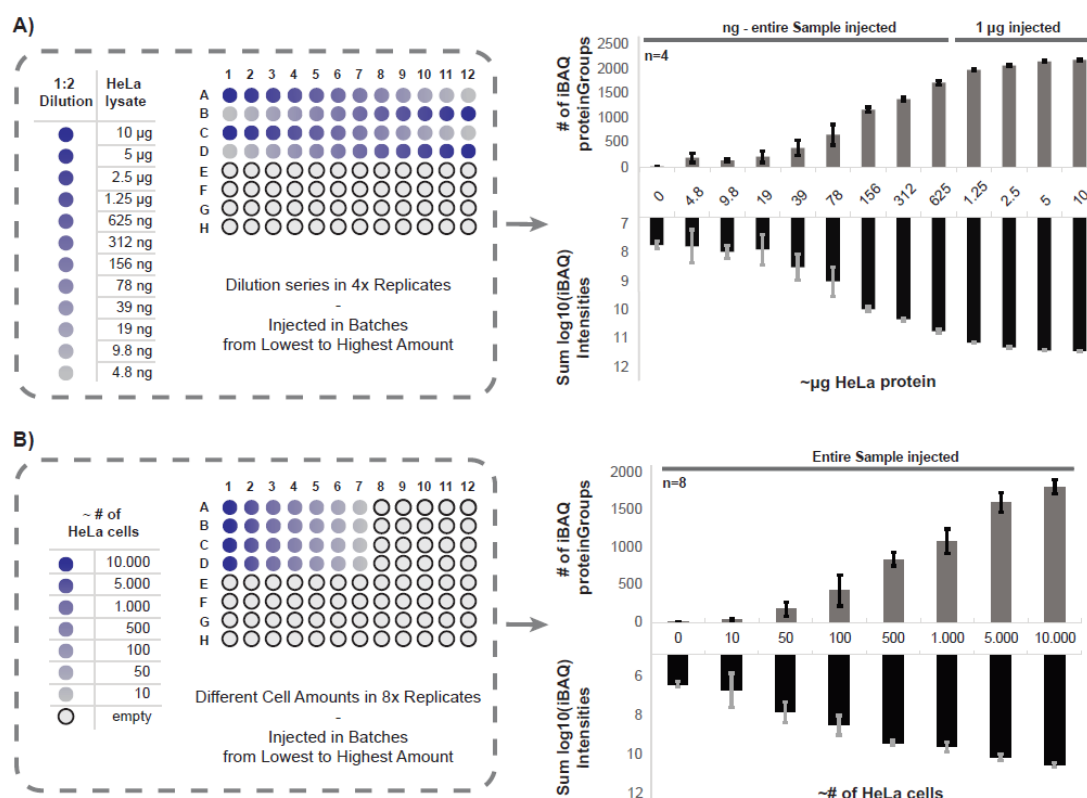 A)
1:2
Dilution
HeLa
lysate
10 µg
5 µg
2.5 µg
1.25 µg
625 ng
312 ng
156 ng
78 ng
39 ng
19 ng
9.8 ng
4.8 ng
1 2 3 4 5 6 7 8 9 10 11 12
A
B
C
D
E
F
G
H
Dilution series in 4x Replicates
-
Injected in Batches
from Lowest to Highest Amount
ng - entire Sample injected
1 µg injected
# of iBAQ
proteinGroups
2500
2000
1500
1000
500
0
n=4
0 4.8 9.8 19 39 78 156 312 625 1.25 2.5 5 10
Sum log10(iBAQ)
Intensities
7
8
9
10
11
12
~µg HeLa protein
B)
~ # of
HeLa cells
10.000
5.000
1.000
500
100
50
10
empty
1 2 3 4 5 6 7 8 9 10 11 12
A
B
C
D
E
F
G
H
Different Cell Amounts in 8x Replicates
-
Injected in Batches
from Lowest to Highest Amount
Entire Sample injected
# of iBAQ
proteinGroups
2000
1500
1000
500
0
n=8
0 10 50 100 500 1.000 5.000 10.000
Sum log10(iBAQ)
Intensities
6
8
10
12
~# of HeLa cells